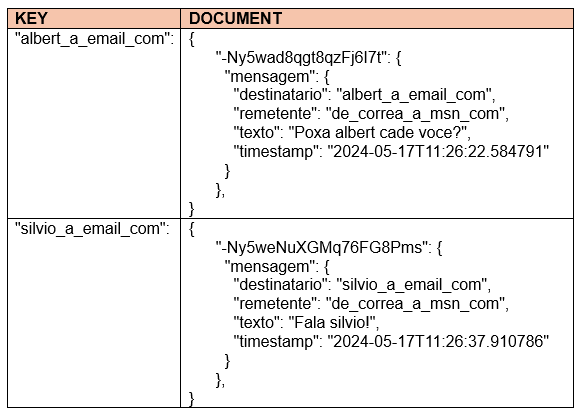 KEY DOCUMENT
"albert_a_email_com": {
"-Ny5wad8qgt8qzFj6I7t": {
"mensagem": {
"destinatario": "albert_a_email_com",
"remetente": "de_correa_a_msn_com",
"texto": "Poxa albert cade voce?",
"timestamp": "2024-05-17T11:26:22.584791"
}
},
}
"silvio_a_email_com": {
"-Ny5weNuXGMq76FG8Pms": {
"mensagem": {
"destinatario": "silvio_a_email_com",
"remetente": "de_correa_a_msn_com",
"texto": "Fala silvio!",
"timestamp": "2024-05-17T11:26:37.910786"
}
},
}